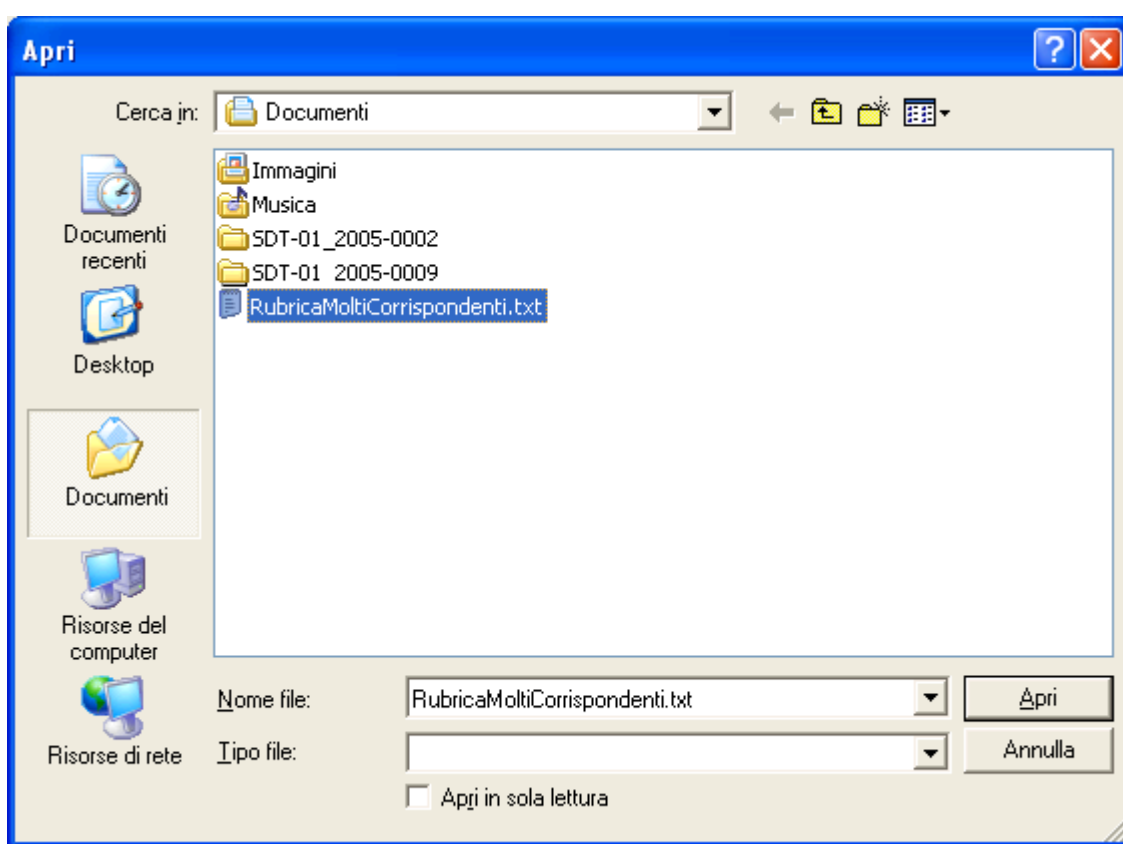 Apri
Cerca in: Documenti
Immagini
Musica
SDT-01_2005-0002
SDT-01_2005-0009
RubricaMoltiCorrispondenti.txt
Documenti
recenti
Desktop
Documenti
Risorse del
computer
Risorse di rete
Nome file: RubricaMoltiCorrispondenti.txt Apri
Tipo file: Annulla
Apri in sola lettura